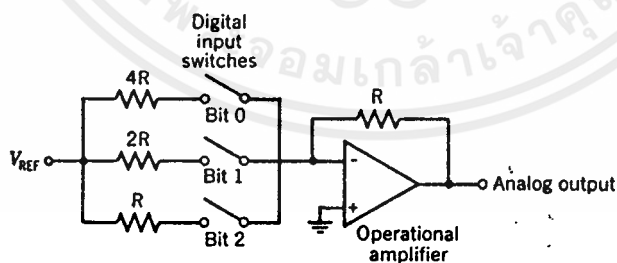 Digital
input
switches
4R
Bit 0
R
2R
Bit 1
V_REF
-
Analog output
R
Bit 2
+
Operational
amplifier